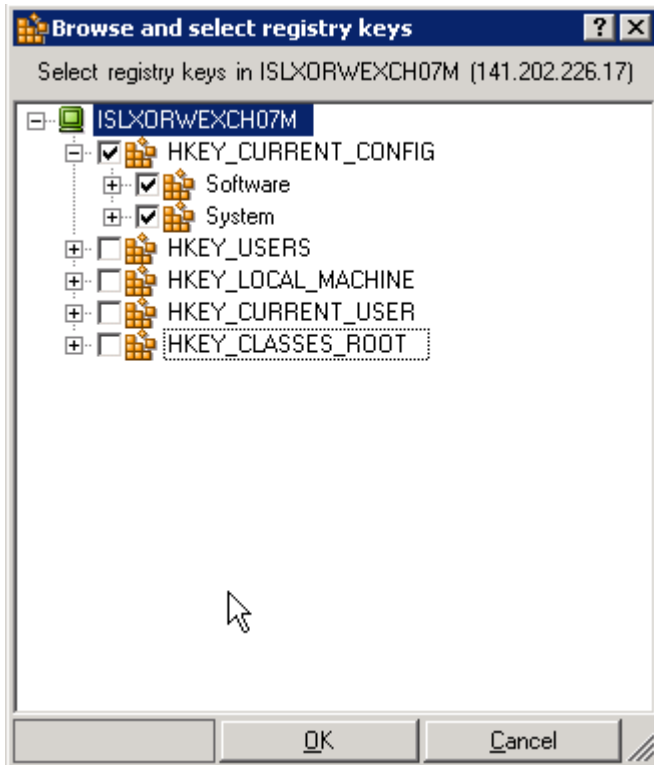 Browse and select registry keys
Select registry keys in ISLXORWEXCH07M (141.202.226.17)
ISLXORWEXCH07M
HKEY_CURRENT_CONFIG
Software
System
HKEY_USERS
HKEY_LOCAL_MACHINE
HKEY_CURRENT_USER
HKEY_CLASSES_ROOT
OK Cancel